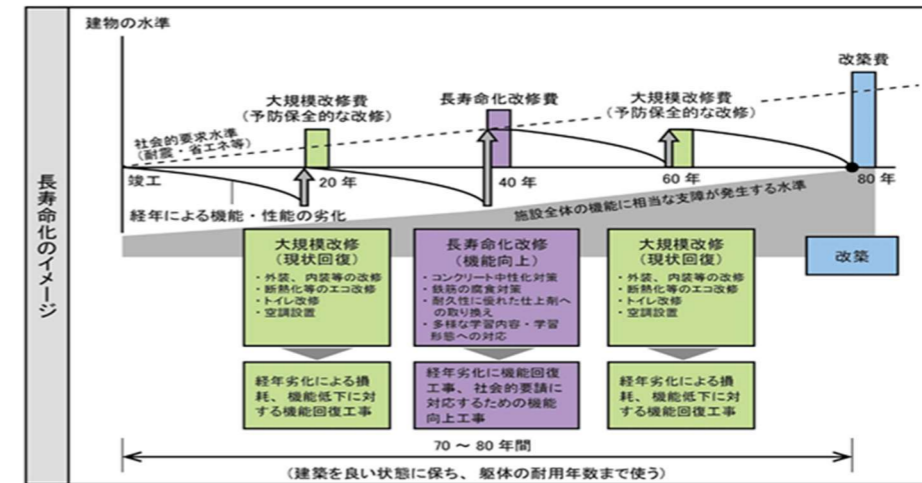 長寿命化のイメージ
建物の水準
改築費
大規模改修費
(予防保全的な改修)
長寿命化改修費
大規模改修費
(予防保全的な改修)
社会的要求水準
(耐震・省エネ等)
竣工
20 年
40 年
60 年
80 年
経年による機能・性能の劣化
施設全体の機能に相当な支障が発生する水準
大規模改修
(現状回復)
・外装、内装等の改修
・断熱化等のエコ改修
・トイレ改修
・空調設置
長寿命化改修
(機能向上)
・コンクリート中性化対策
・鉄筋の腐食対策
・耐久性に優れた仕上剤へ
の取り換え
・多様な学習内容・学習
形態への対応
大規模改修
(現状回復)
・外装、内装等の改修
・断熱化等のエコ改修
・トイレ改修
・空調設置
改築
経年劣化による損
耗、機能低下に対
する機能回復工事
経年劣化に機能回復
工事、社会的要請に
対応するための機能
向上工事
経年劣化による損
耗、機能低下に対
する機能回復工事
70 ～ 80 年間
(建築を良い状態に保ち、躯体の耐用年数まで使う)